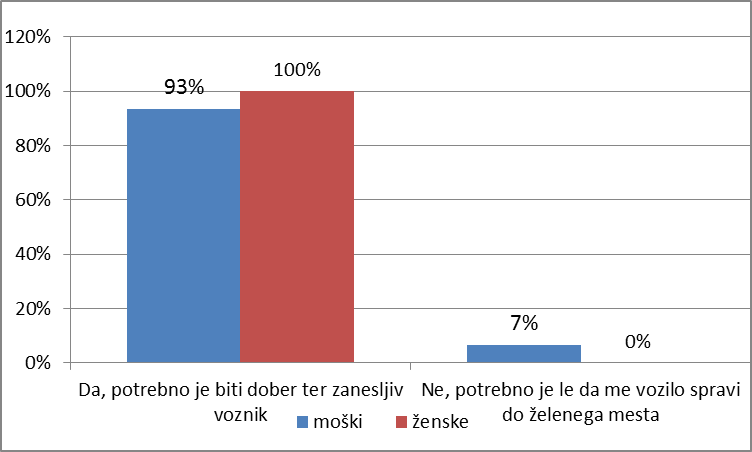 120%
100%
80%
60%
40%
20%
0%
93%
100%
7%
0%
Da, potrebno je biti dober ter zanesljiv
voznik
Ne, potrebno je le da me vozilo spravi
do želenega mesta
moški
ženske